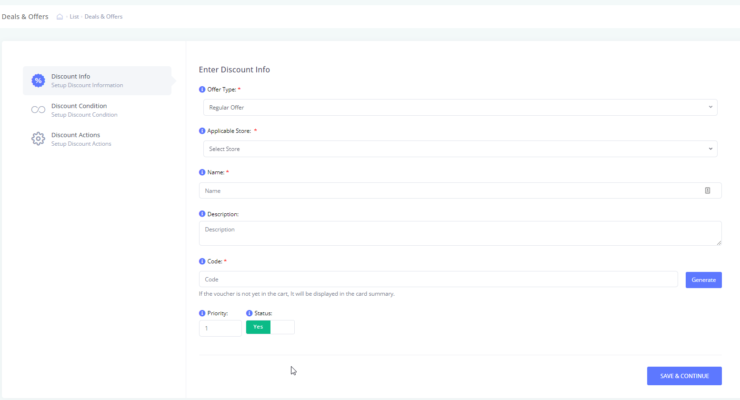 Deals & Offers - List - Deals & Offers
% Discount Info
Setup Discount Information
Discount Condition
Setup Discount Condition
Discount Actions
Setup Discount Actions
Enter Discount Info
Offer Type: *
Regular Offer
Applicable Store: *
Select Store
Name: *
Name
Description:
Description
Code: *
Code
Generate
If the voucher is not yet in the cart, it will be displayed in the card summary.
Priority: Status:
1 Yes
SAVE & CONTINUE